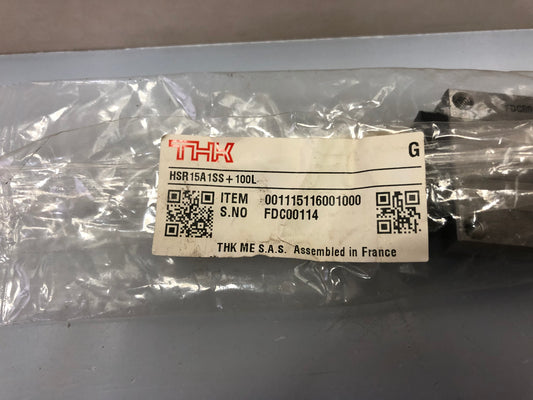 THK G
HSR15A1SS+100L
ITEM 001115116001000
S.NO FDC00114
THK ME S.A.S. Assembled in France